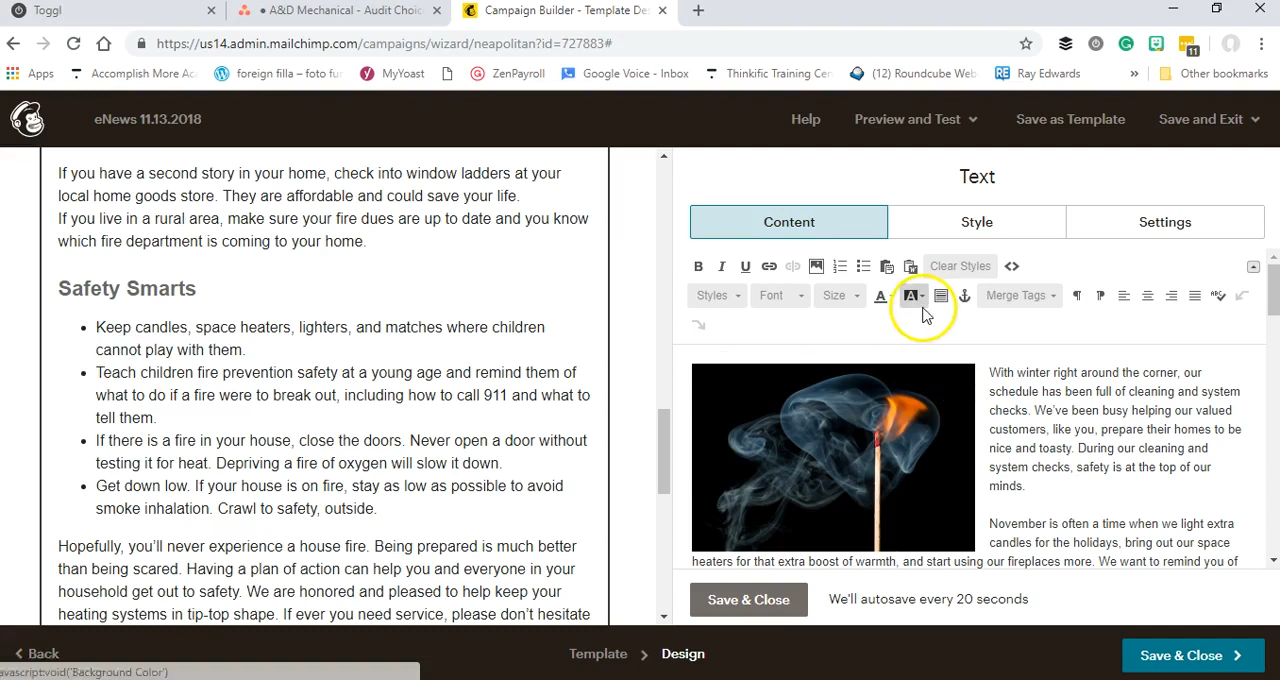 Toggl
● A&D Mechanical - Audit Choic
Campaign Builder - Template De
https://us14.admin.mailchimp.com/campaigns/wizard/neapolitan?id=727883#
11
Apps
Accomplish More A
foreign filla – foto fu
MyYoast
ZenPayroll
Google Voice - Inbox
Thinkific Training Cen
(12) Roundcube Web
RE
Ray Edwards
»
Other bookmarks
eNews 11.13.2018
Help
Preview and Test
Save as Template
Save and Exit
If you have a second story in your home, check into window ladders at your
local home goods store. They are affordable and could save your life.
If you live in a rural area, make sure your fire dues are up to date and you know
which fire department is coming to your home.
Safety Smarts
• Keep candles, space heaters, lighters, and matches where children
cannot play with them.
• Teach children fire prevention safety at a young age and remind them of
what to do if a fire were to break out, including how to call 911 and what to
tell them.
• If there is a fire in your house, close the doors. Never open a door without
testing it for heat. Depriving a fire of oxygen will slow it down.
• Get down low. If your house is on fire, stay as low as possible to avoid
smoke inhalation. Crawl to safety, outside.
Hopefully, you'll never experience a house fire. Being prepared is much better
than being scared. Having a plan of action can help you and everyone in your
household get out to safety. We are honored and pleased to help keep your
heating systems in tip-top shape. If ever you need service, please don't hesitate
Text
Content
Style
Settings
B I U
Clear Styles
<>
Styles
Font
Size
A
A
Merge Tags
¶
ABC
With winter right around the corner, our
schedule has been full of cleaning and system
checks. We've been busy helping our valued
customers, like you, prepare their homes to be
nice and toasty. During our cleaning and
system checks, safety is at the top of our
minds.
November is often a time when we light extra
candles for the holidays, bring out our space
heaters for that extra boost of warmth, and start using our fireplaces more. We want to remind you of
Save & Close
We'll autosave every 20 seconds
Back
Template
Design
Save & Close
avascript:void('Background Color')